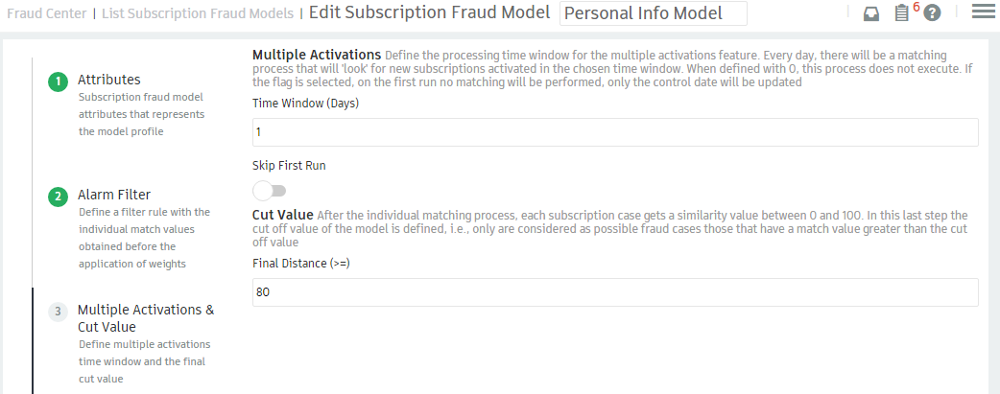 Fraud Center | List Subscription Fraud Models | Edit Subscription Fraud Model Personal Info Model
6
?
1 Attributes
Subscription fraud model
attributes that represents
the model profile
2 Alarm Filter
Define a filter rule with the
individual match values
obtained before the
application of weights
3 Multiple Activations &
Cut Value
Define multiple activations
time window and the final
cut value
Multiple Activations Define the processing time window for the multiple activations feature. Every day, there will be a matching
process that will 'look' for new subscriptions activated in the chosen time window. When defined with 0, this process does not execute. If
the flag is selected, on the first run no matching will be performed, only the control date will be updated
Time Window (Days)
1
Skip First Run
Cut Value After the individual matching process, each subscription case gets a similarity value between 0 and 100. In this last step the
cut off value of the model is defined, i.e., only are considered as possible fraud cases those that have a match value greater than the cut
off value
Final Distance (>=)
80